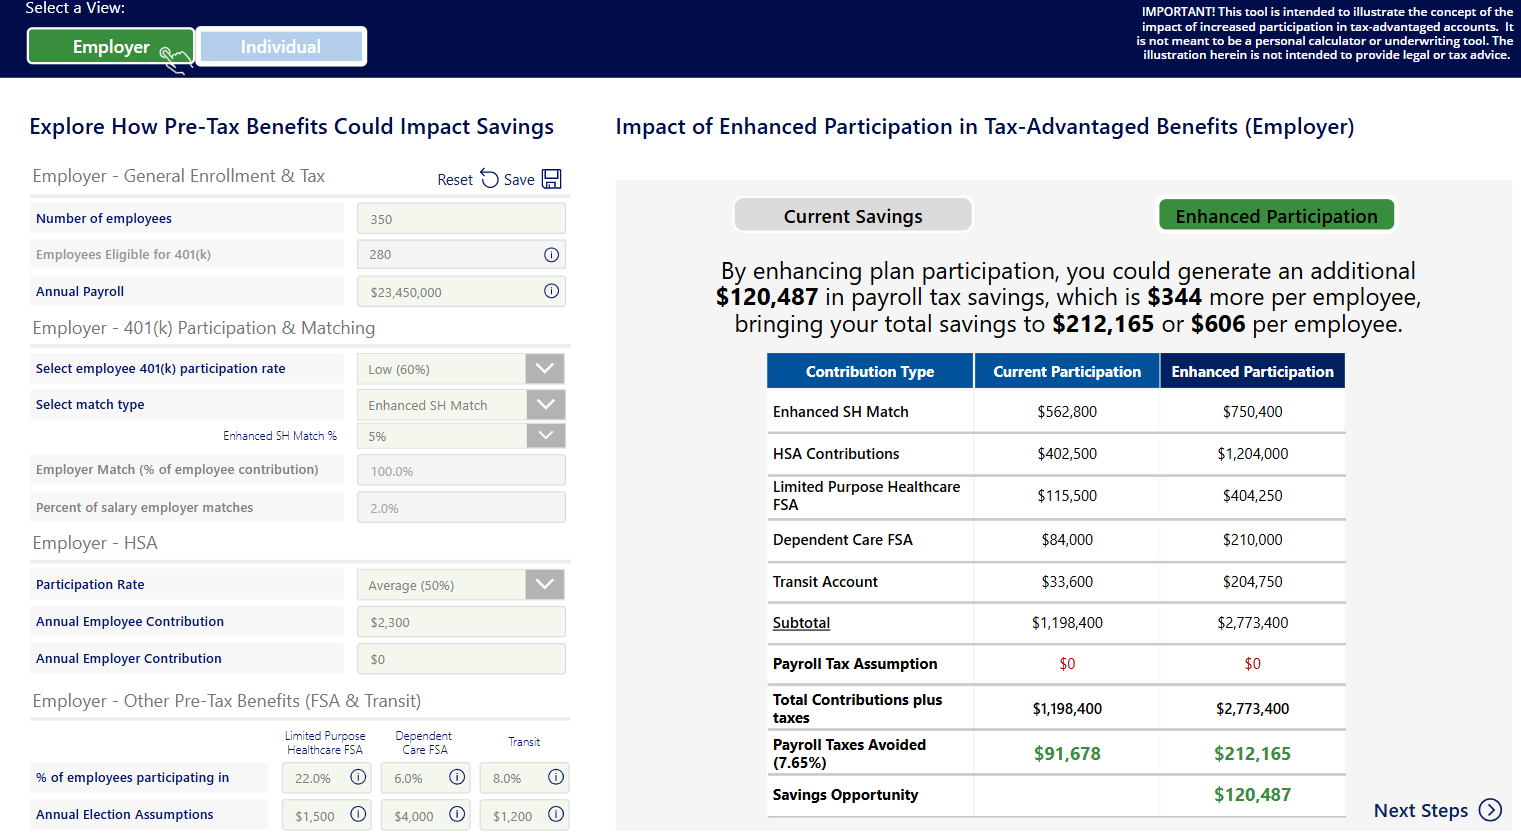 Select a View:
Employer
Individual
IMPORTANT! This tool is intended to illustrate the concept of the
impact of increased participation in tax-advantaged accounts. It
is not meant to be a personal calculator or underwriting tool. The
illustration herein is not intended to provide legal or tax advice.
Explore How Pre-Tax Benefits Could Impact Savings
Employer - General Enrollment & Tax
Reset
Save
Number of employees
350
Employees Eligible for 401(k)
280
Annual Payroll
$23,450,000
Employer - 401(k) Participation & Matching
Select employee 401(k) participation rate
Low (60%)
Select match type
Enhanced SH Match
Enhanced SH Match %
5%
Employer Match (% of employee contribution)
100.0%
Percent of salary employer matches
2.0%
Employer - HSA
Participation Rate
Average (50%)
Annual Employee Contribution
$2,300
Annual Employer Contribution
$0
Employer - Other Pre-Tax Benefits (FSA & Transit)
Limited Purpose
Healthcare FSA
Dependent
Care FSA
Transit
% of employees participating in
22.0%
6.0%
8.0%
Annual Election Assumptions
$1,500
$4,000
$1,200
Impact of Enhanced Participation in Tax-Advantaged Benefits (Employer)
Current Savings
Enhanced Participation
By enhancing plan participation, you could generate an additional
$120,487 in payroll tax savings, which is $344 more per employee,
bringing your total savings to $212,165 or $606 per employee.
Contribution Type Current Participation Enhanced Participation
Enhanced SH Match $562,800 $750,400
HSA Contributions $402,500 $1,204,000
Limited Purpose Healthcare
FSA
$115,500 $404,250
Dependent Care FSA $84,000 $210,000
Transit Account $33,600 $204,750
Subtotal $1,198,400 $2,773,400
Payroll Tax Assumption $0 $0
Total Contributions plus
taxes
$1,198,400 $2,773,400
Payroll Taxes Avoided
(7.65%)
$91,678 $212,165
Savings Opportunity $120,487
Next Steps